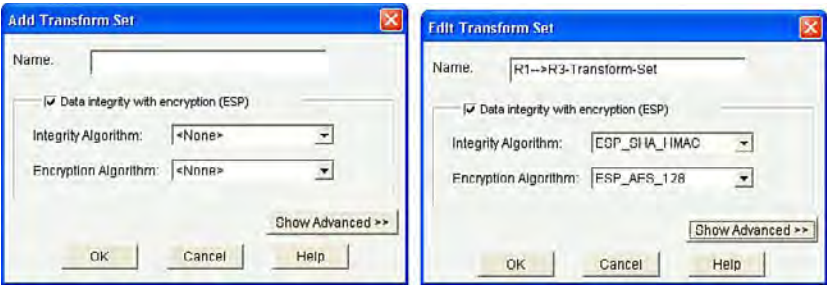 Add Transform Set
Name:
Data integrity with encryption (ESP)
Integrity Algorithm: <None>
Encryption Algorithm: <None>
Show Advanced >>
OK Cancel Help
Edit Transform Set
Name: R1-->R3-Transform-Set
Data integrity with encryption (ESP)
Integrity Algorithm: ESP_SHA_HMAC
Encryption Algorithm: ESP_AES_128
Show Advanced >>
OK Cancel Help